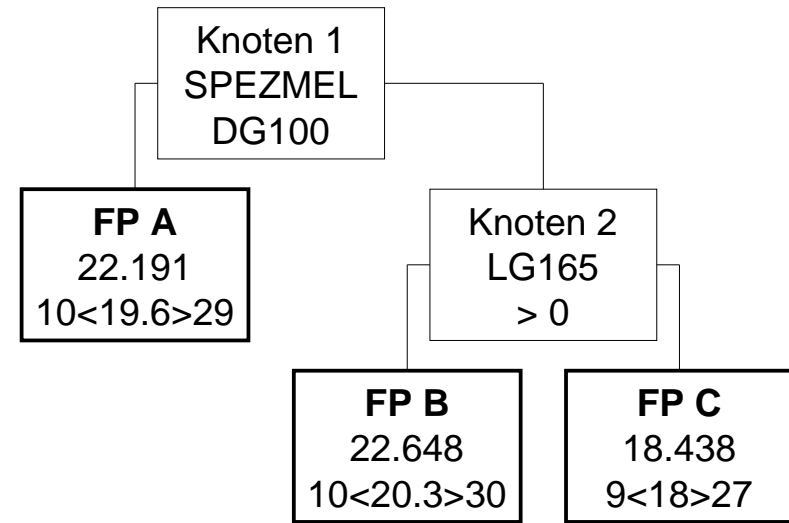 Knoten 1
SPEZMEL
DG100
FP A
22.191
10<19.6>29
Knoten 2
LG165
> 0
FP B
22.648
10<20.3>30
FP C
18.438
9<18>27